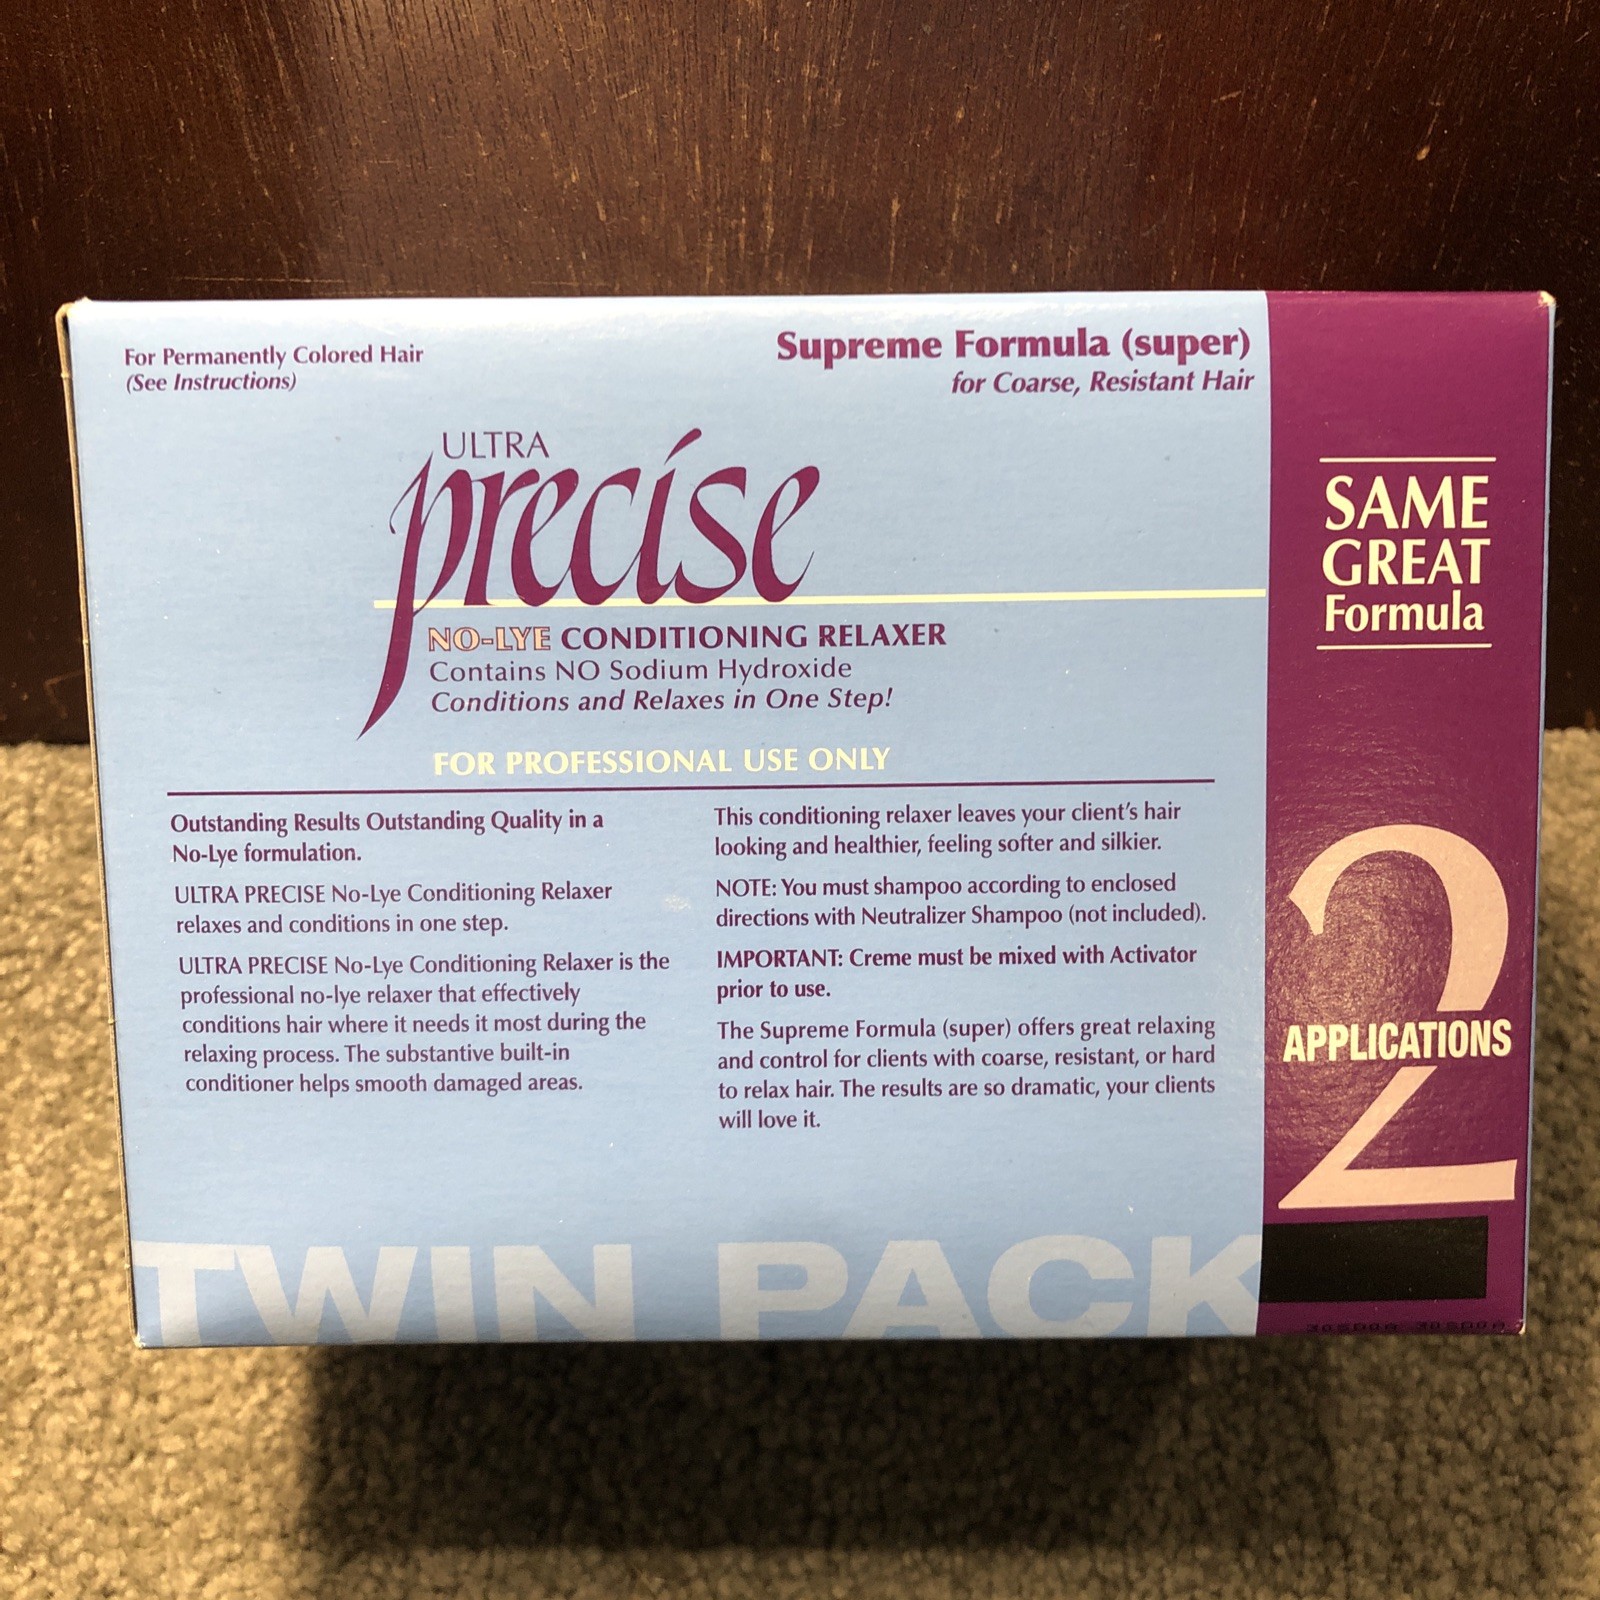 For Permanently Colored Hair
(See Instructions)
Supreme Formula (super)
for Coarse, Resistant Hair
ULTRA
precise
NO-LYE CONDITIONING RELAXER
Contains NO Sodium Hydroxide
Conditions and Relaxes in One Step!
FOR PROFESSIONAL USE ONLY
Outstanding Results Outstanding Quality in a
No-Lye formulation.
ULTRA PRECISE No-Lye Conditioning Relaxer
relaxes and conditions in one step.
ULTRA PRECISE No-Lye Conditioning Relaxer is the
professional no-lye relaxer that effectively
conditions hair where it needs it most during the
relaxing process. The substantive built-in
conditioner helps smooth damaged areas.
This conditioning relaxer leaves your client's hair
looking and healthier, feeling softer and silkier.
NOTE: You must shampoo according to enclosed
directions with Neutralizer Shampoo (not included).
IMPORTANT: Creme must be mixed with Activator
prior to use.
The Supreme Formula (super) offers great relaxing
and control for clients with coarse, resistant, or hard
to relax hair. The results are so dramatic, your clients
will love it.
TWIN PACK
SAME
GREAT
Formula
2
APPLICATIONS